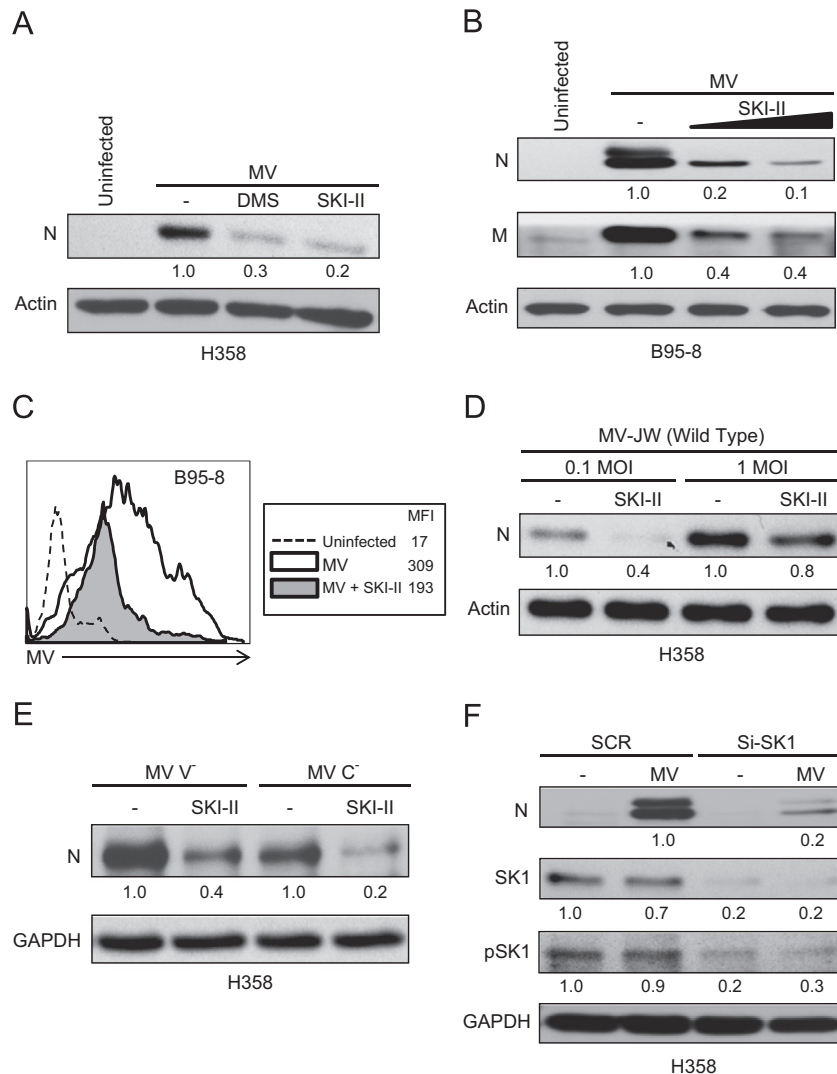 A
Uninfected
MV
- DMS SKI-II
N
1.0 0.3 0.2
Actin
H358
B
Uninfected
MV
SKI-II
-
N
1.0 0.2 0.1
M
1.0 0.4 0.4
Actin
B95-8
C
B95-8
MV
MFI
Uninfected 17
MV 309
MV + SKI-II 193
D
MV-JW (Wild Type)
0.1 MOI 1 MOI
- SKI-II - SKI-II
N
1.0 0.4 1.0 0.8
Actin
H358
E
MV V⁻ MV C⁻
- SKI-II - SKI-II
N
1.0 0.4 1.0 0.2
GAPDH
H358
F
SCR Si-SK1
- MV - MV
N
1.0 0.2
SK1
1.0 0.7 0.2 0.2
pSK1
1.0 0.9 0.2 0.3
GAPDH
H358